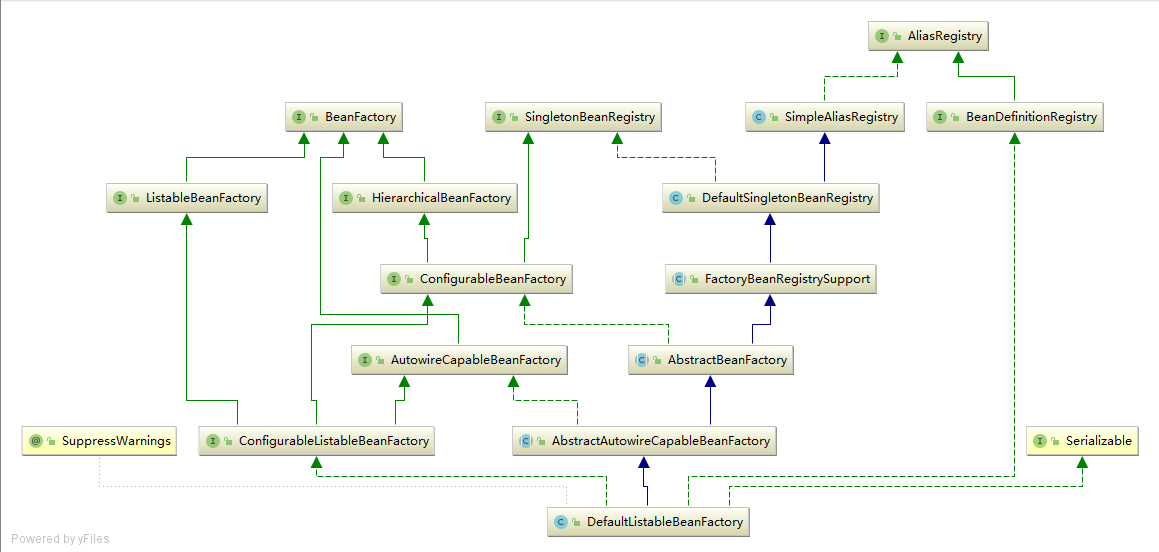 AliasRegistry
BeanFactory
SingletonBeanRegistry
SimpleAliasRegistry
BeanDefinitionRegistry
ListableBeanFactory
HierarchicalBeanFactory
DefaultSingletonBeanRegistry
ConfigurableBeanFactory
FactoryBeanRegistrySupport
AutowireCapableBeanFactory
AbstractBeanFactory
@ SuppressWarnings
ConfigurableListableBeanFactory
AbstractAutowireCapableBeanFactory
Serializable
DefaultListableBeanFactory
Powered by yFiles